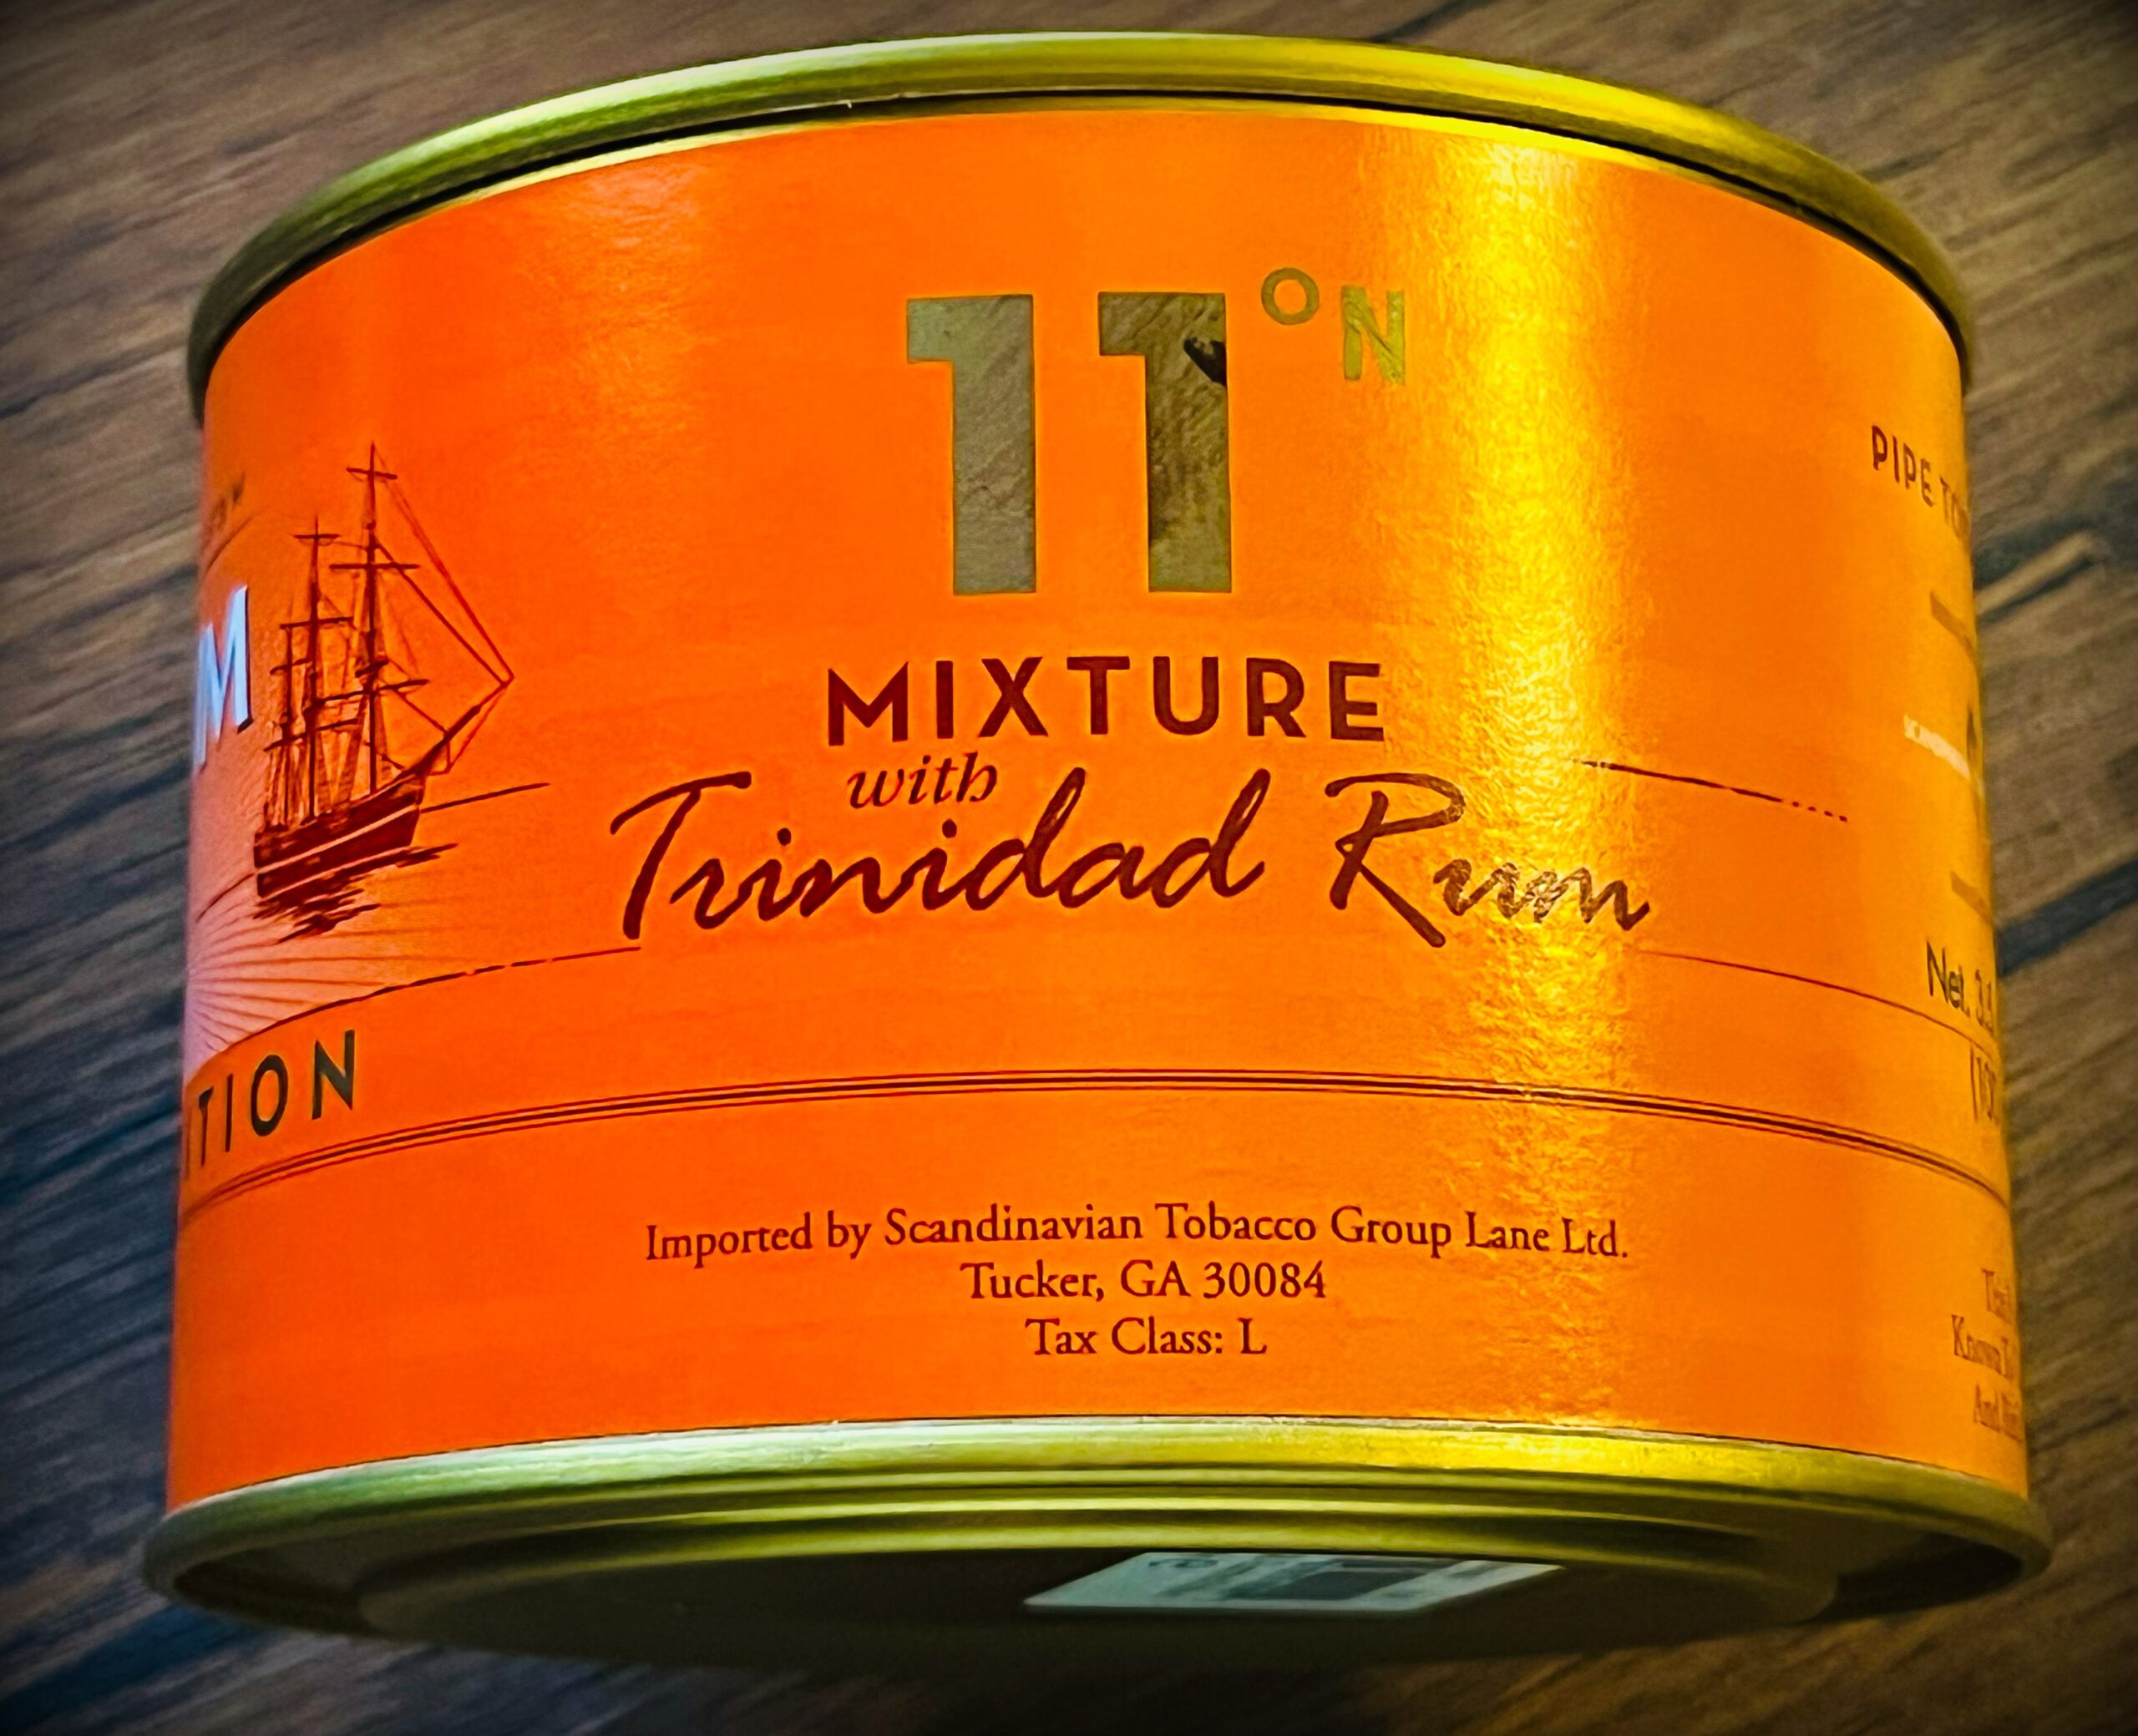 11°N
MIXTURE
with
Trinidad Rum
TION
M
PIPE
Net.
Imported by Scandinavian Tobacco Group Lane Ltd.
Tucker, GA 30084
Tax Class: L